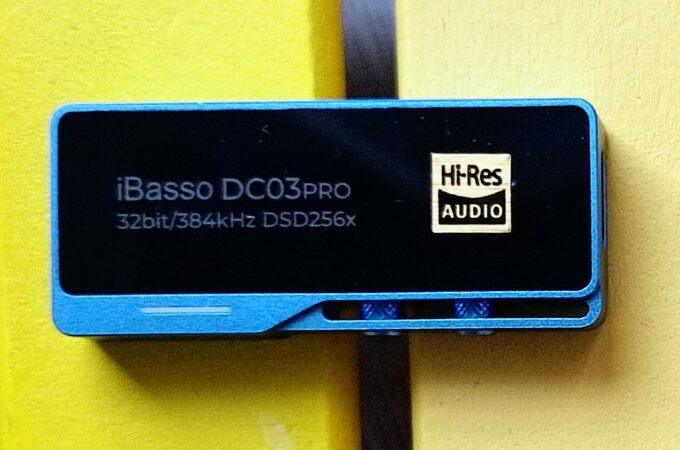 iBasso DC03PRO
32bit/384kHz DSD256x
Hi-Res
AUDIO